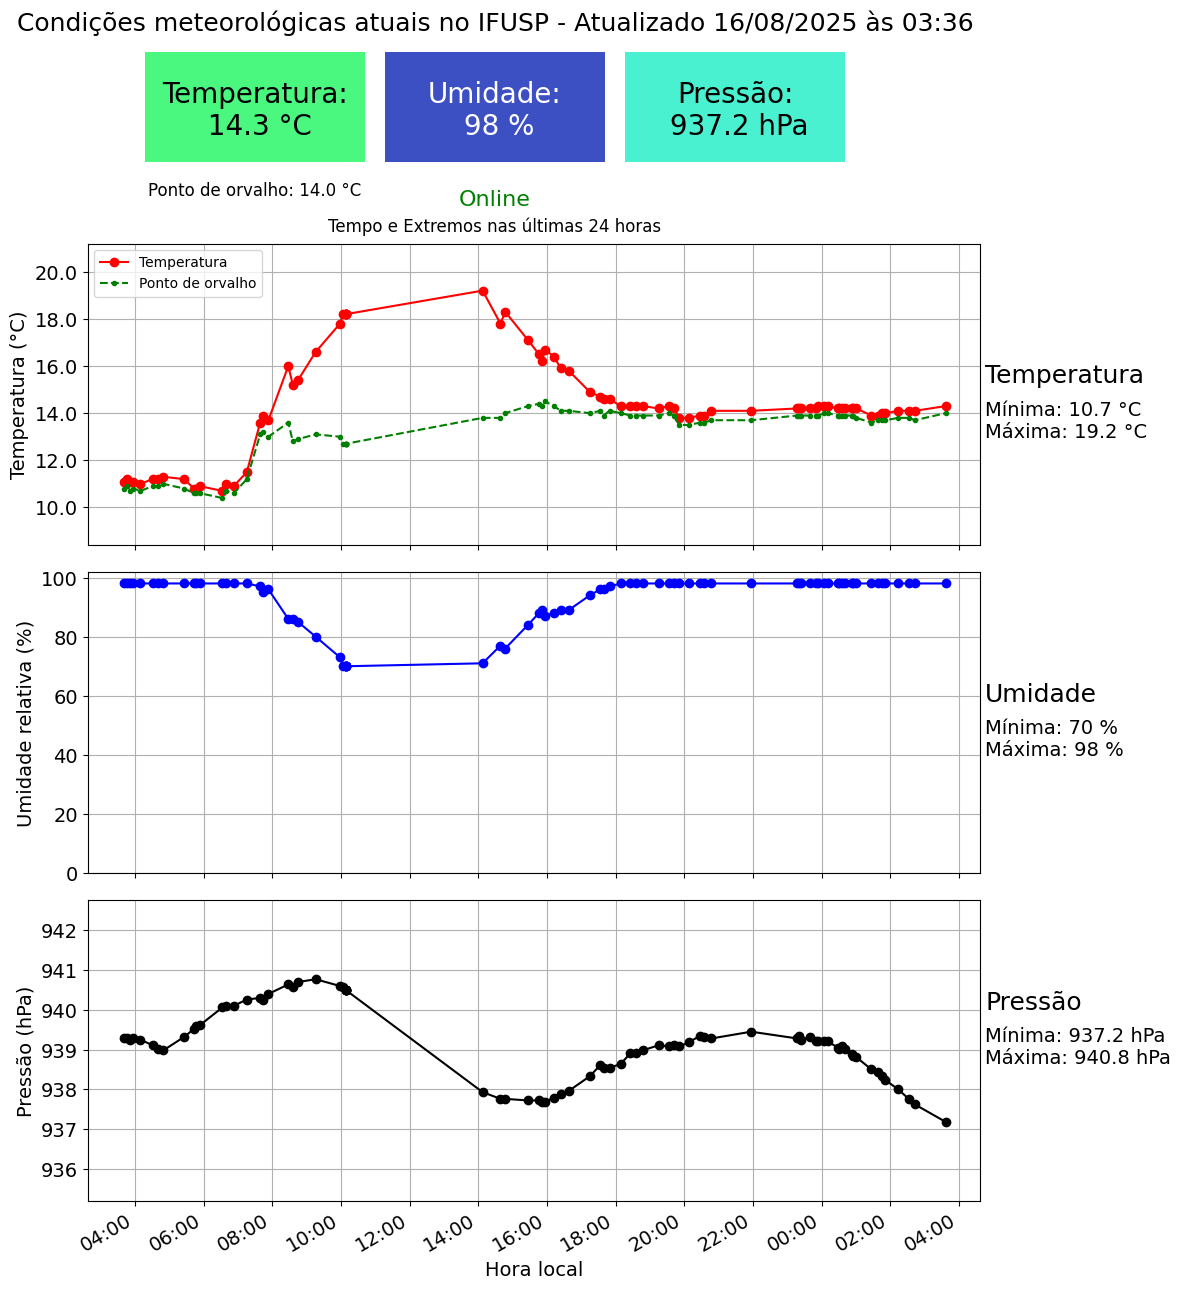 Condições meteorológicas atuais no IFUSP - Atualizado 16/08/2025 às 03:36
Temperatura:
14.3 °C
Umidade:
98 %
Pressão:
937.2 hPa
Ponto de orvalho: 14.0 °C
Online
Tempo e Extremos nas últimas 24 horas
Temperatura
Ponto de orvalho
Temperatura (°C)
20.0
18.0
16.0
14.0
12.0
10.0
Temperatura
Mínima: 10.7 °C
Máxima: 19.2 °C
Umidade relativa (%)
100
80
60
40
20
0
Umidade
Mínima: 70 %
Máxima: 98 %
Pressão (hPa)
942
941
940
939
938
937
936
Pressão
Mínima: 937.2 hPa
Máxima: 940.8 hPa
04:00 06:00 08:00 10:00 12:00 14:00 16:00 18:00 20:00 22:00 00:00 02:00 04:00
Hora local